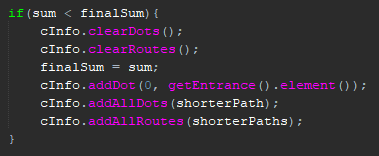 if(sum < finalSum){
cInfo.clearDots();
cInfo.clearRoutes();
finalSum = sum;
cInfo.addDot(0, getEntrance().element());
cInfo.addAllDots(shorterPath);
cInfo.addAllRoutes(shorterPaths);
}